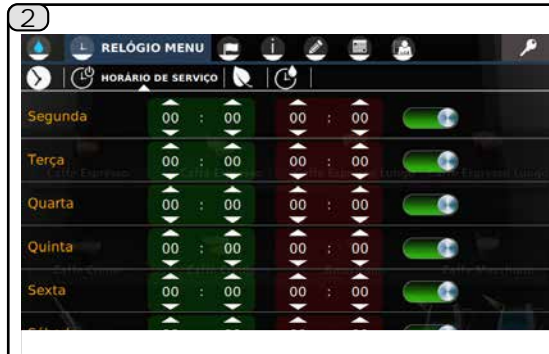 2
RELÓGIO MENU
HORÁRIO DE SERVIÇO
Segunda 00 : 00 00 : 00
Terça 00 : 00 00 : 00
Quarta 00 : 00 00 : 00
Quinta 00 : 00 00 : 00
Sexta 00 : 00 00 : 00